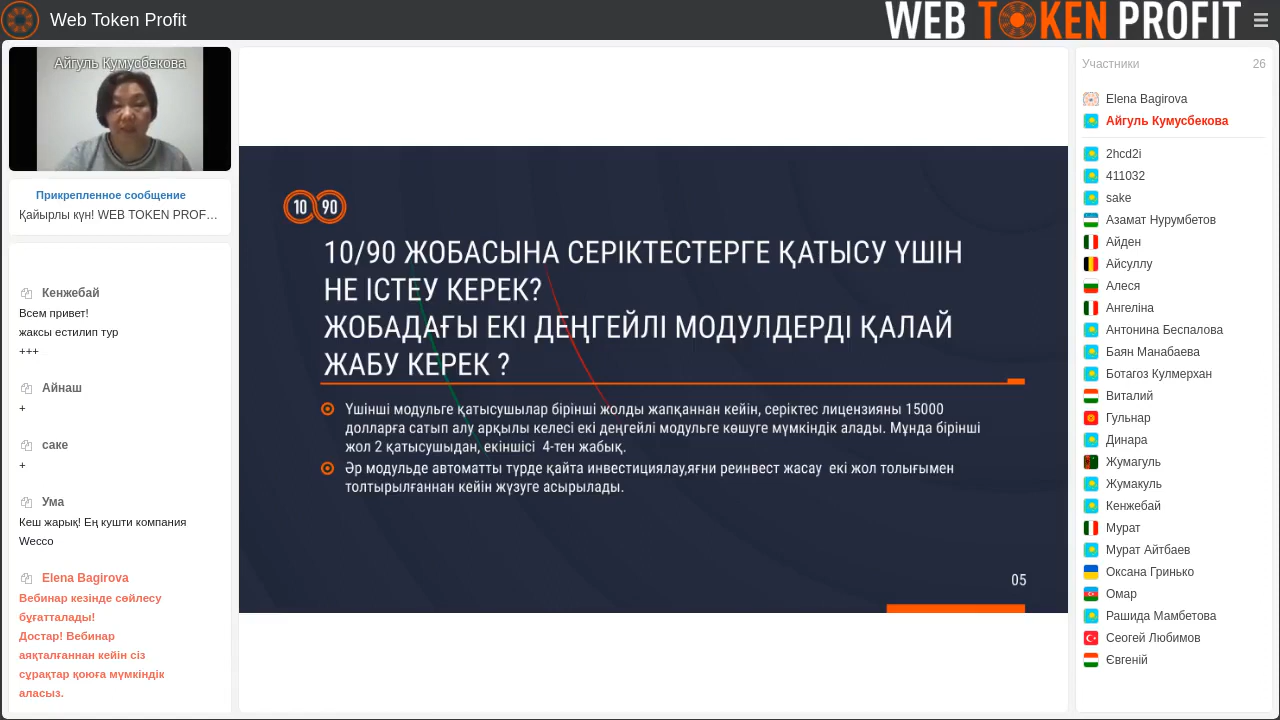 Web Token Profit
WEB TOKEN PROFIT
Айгуль Кумусбекова
Прикрепленное сообщение
Қайырлы күн! WEB TOKEN PROF…
Кенжебай
Всем привет!
жаксы естилип тур
+++
Айнаш
+
саке
+
Ума
Кеш жарық! Ең кушти компания
Wecco
Elena Bagirova
Вебинар кезінде сөйлесу
бұғатталады!
Достар! Вебинар
аяқталғаннан кейін сіз
сұрақтар қоюға мүмкіндік
аласыз.
10 90
10/90 ЖОБАСЫНА СЕРІКТЕСТЕРГЕ ҚАТЫСУ ҮШІН
НЕ ІСТЕУ КЕРЕК?
ЖОБАДАҒЫ ЕКІ ДЕҢГЕЙЛІ МОДУЛДЕРДІ ҚАЛАЙ
ЖАБУ КЕРЕК ?
Үшінші модульге қатысушылар бірінші жолды жапқаннан кейін, серіктес лицензияны 15000
долларға сатып алу арқылы келесі екі деңгейлі модульге көшуге мүмкіндік алады. Мұнда бірінші
жол 2 қатысушыдан, екіншісі 4-тен жабық.
Әр модульде автоматты түрде қайта инвестициялау,яғни реинвест жасау екі жол толығымен
толтырылғаннан кейін жүзуге асырылады.
05
Участники 26
Elena Bagirova
Айгуль Кумусбекова
2hcd2i
411032
sake
Азамат Нурумбетов
Айден
Айсуллу
Алеся
Ангеліна
Антонина Беспалова
Баян Манабаева
Ботагоз Кулмерхан
Виталий
Гульнар
Динара
Жумагуль
Жумакуль
Кенжебай
Мурат
Мурат Айтбаев
Оксана Гринько
Омар
Рашида Мамбетова
Сеогей Любимов
Євгеній